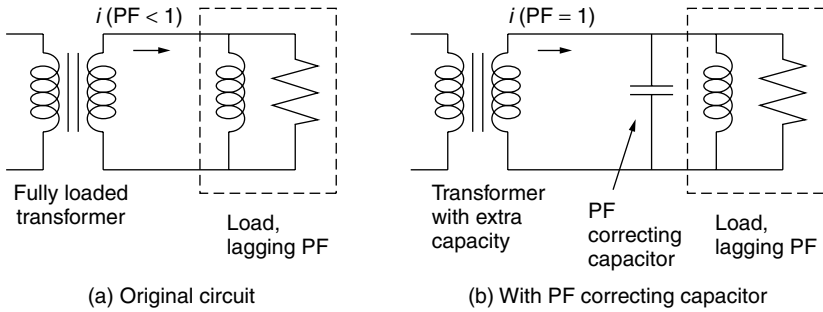 i (PF < 1)
Fully loaded
transformer
Load,
lagging PF
(a) Original circuit
i (PF = 1)
Transformer
with extra
capacity
PF
correcting
capacitor
Load,
lagging PF
(b) With PF correcting capacitor